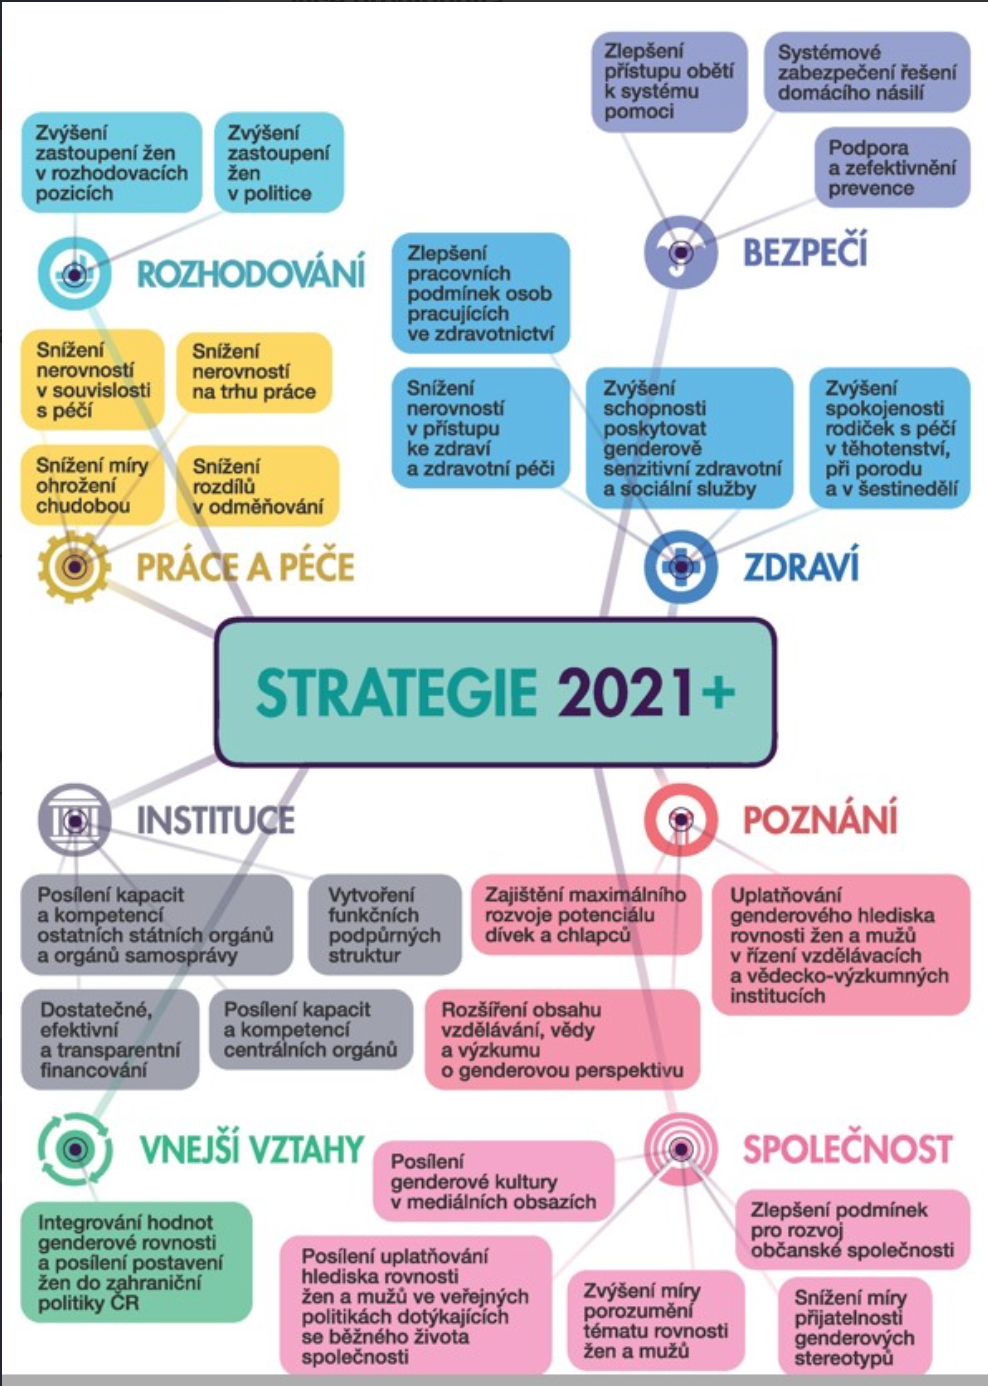 Zlepšení
přístupu obětí
k systému
pomoci
Systémové
zabezpečení řešení
domácího násilí
Podpora
a zefektivnění
prevence
BEZPEČÍ
Zvýšení
zastoupení žen
v rozhodovacích
pozicích
Zvýšení
zastoupení
žen
v politice
ROZHODOVÁNÍ
Zlepšení
pracovních
podmínek osob
pracujících
ve zdravotnictví
Snížení
nerovností
v přístupu
ke zdraví
a zdravotní péči
Zvýšení
schopnosti
poskytovat
genderově
senzitivní zdravotní
a sociální služby
Zvýšení
spokojenosti
rodiček s péčí
v těhotenství,
při porodu
a v šestinedělí
ZDRAVÍ
Snížení
nerovností
v souvislosti
s péčí
Snížení
nerovností
na trhu práce
Snížení míry
ohrožení
chudobou
Snížení
rozdílů
v odměňování
PRÁCE A PÉČE
STRATEGIE 2021+
INSTITUCE
Posílení kapacit
a kompetencí
ostatních státních orgánů
a orgánů samosprávy
Vytvoření
funkčních
podpůrných
struktur
Dostatečné,
efektivní
a transparentní
financování
Posílení kapacit
a kompetencí
centrálních orgánů
POZNÁNÍ
Zajištění maximálního
rozvoje potenciálu
dívek a chlapců
Uplatňování
genderového hlediska
rovnosti žen a mužů
v řízení vzdělávacích
a vědecko-výzkumných
institucích
Rozšíření obsahu
vzdělávání, vědy
a výzkumu
o genderovou perspektivu
VNEJŠÍ VZTAHY
Integrování hodnot
genderové rovnosti
a posílení postavení
žen do zahraniční
politiky ČR
SPOLEČNOST
Posílení
genderové kultury
v mediálních obsazích
Zlepšení podmínek
pro rozvoj
občanské společnosti
Posílení uplatňování
hlediska rovnosti
žen a mužů ve veřejných
politikách dotýkajících
se běžného života
společnosti
Zvýšení míry
porozumění
tématu rovnosti
žen a mužů
Snížení míry
přijatelnosti
genderových
stereotypů